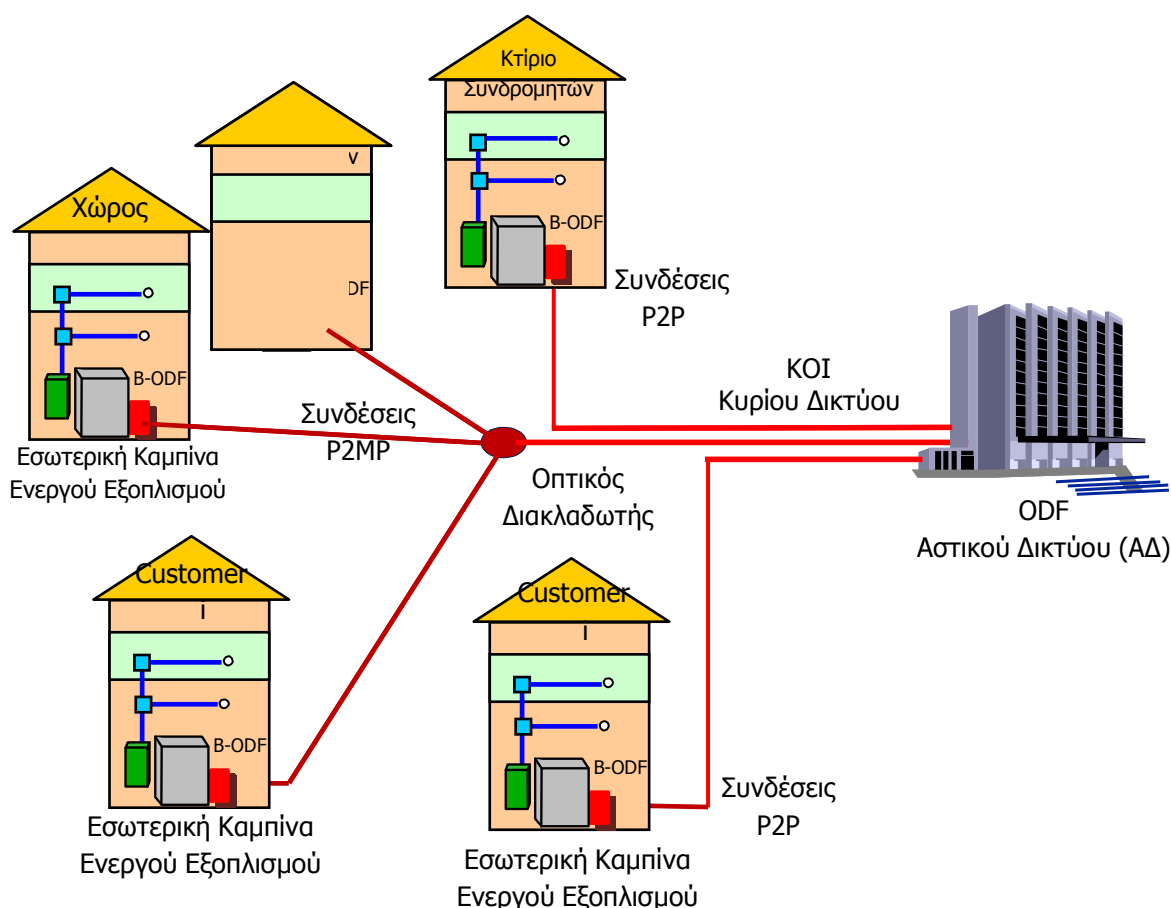 Κτίριο
Συνδρομητών
B-ODF
Συνδέσεις
P2P
Χώρος
B-ODF
Εσωτερική Καμπίνα
Ενεργού Εξοπλισμού
Συνδέσεις
P2MP
ΚΟΙ
Κυρίου Δικτύου
Οπτικός
Διακλαδωτής
ODF
Αστικού Δικτύου (ΑΔ)
Customer
B-ODF
Εσωτερική Καμπίνα
Ενεργού Εξοπλισμού
Customer
B-ODF
Εσωτερική Καμπίνα
Ενεργού Εξοπλισμού
Συνδέσεις
P2P